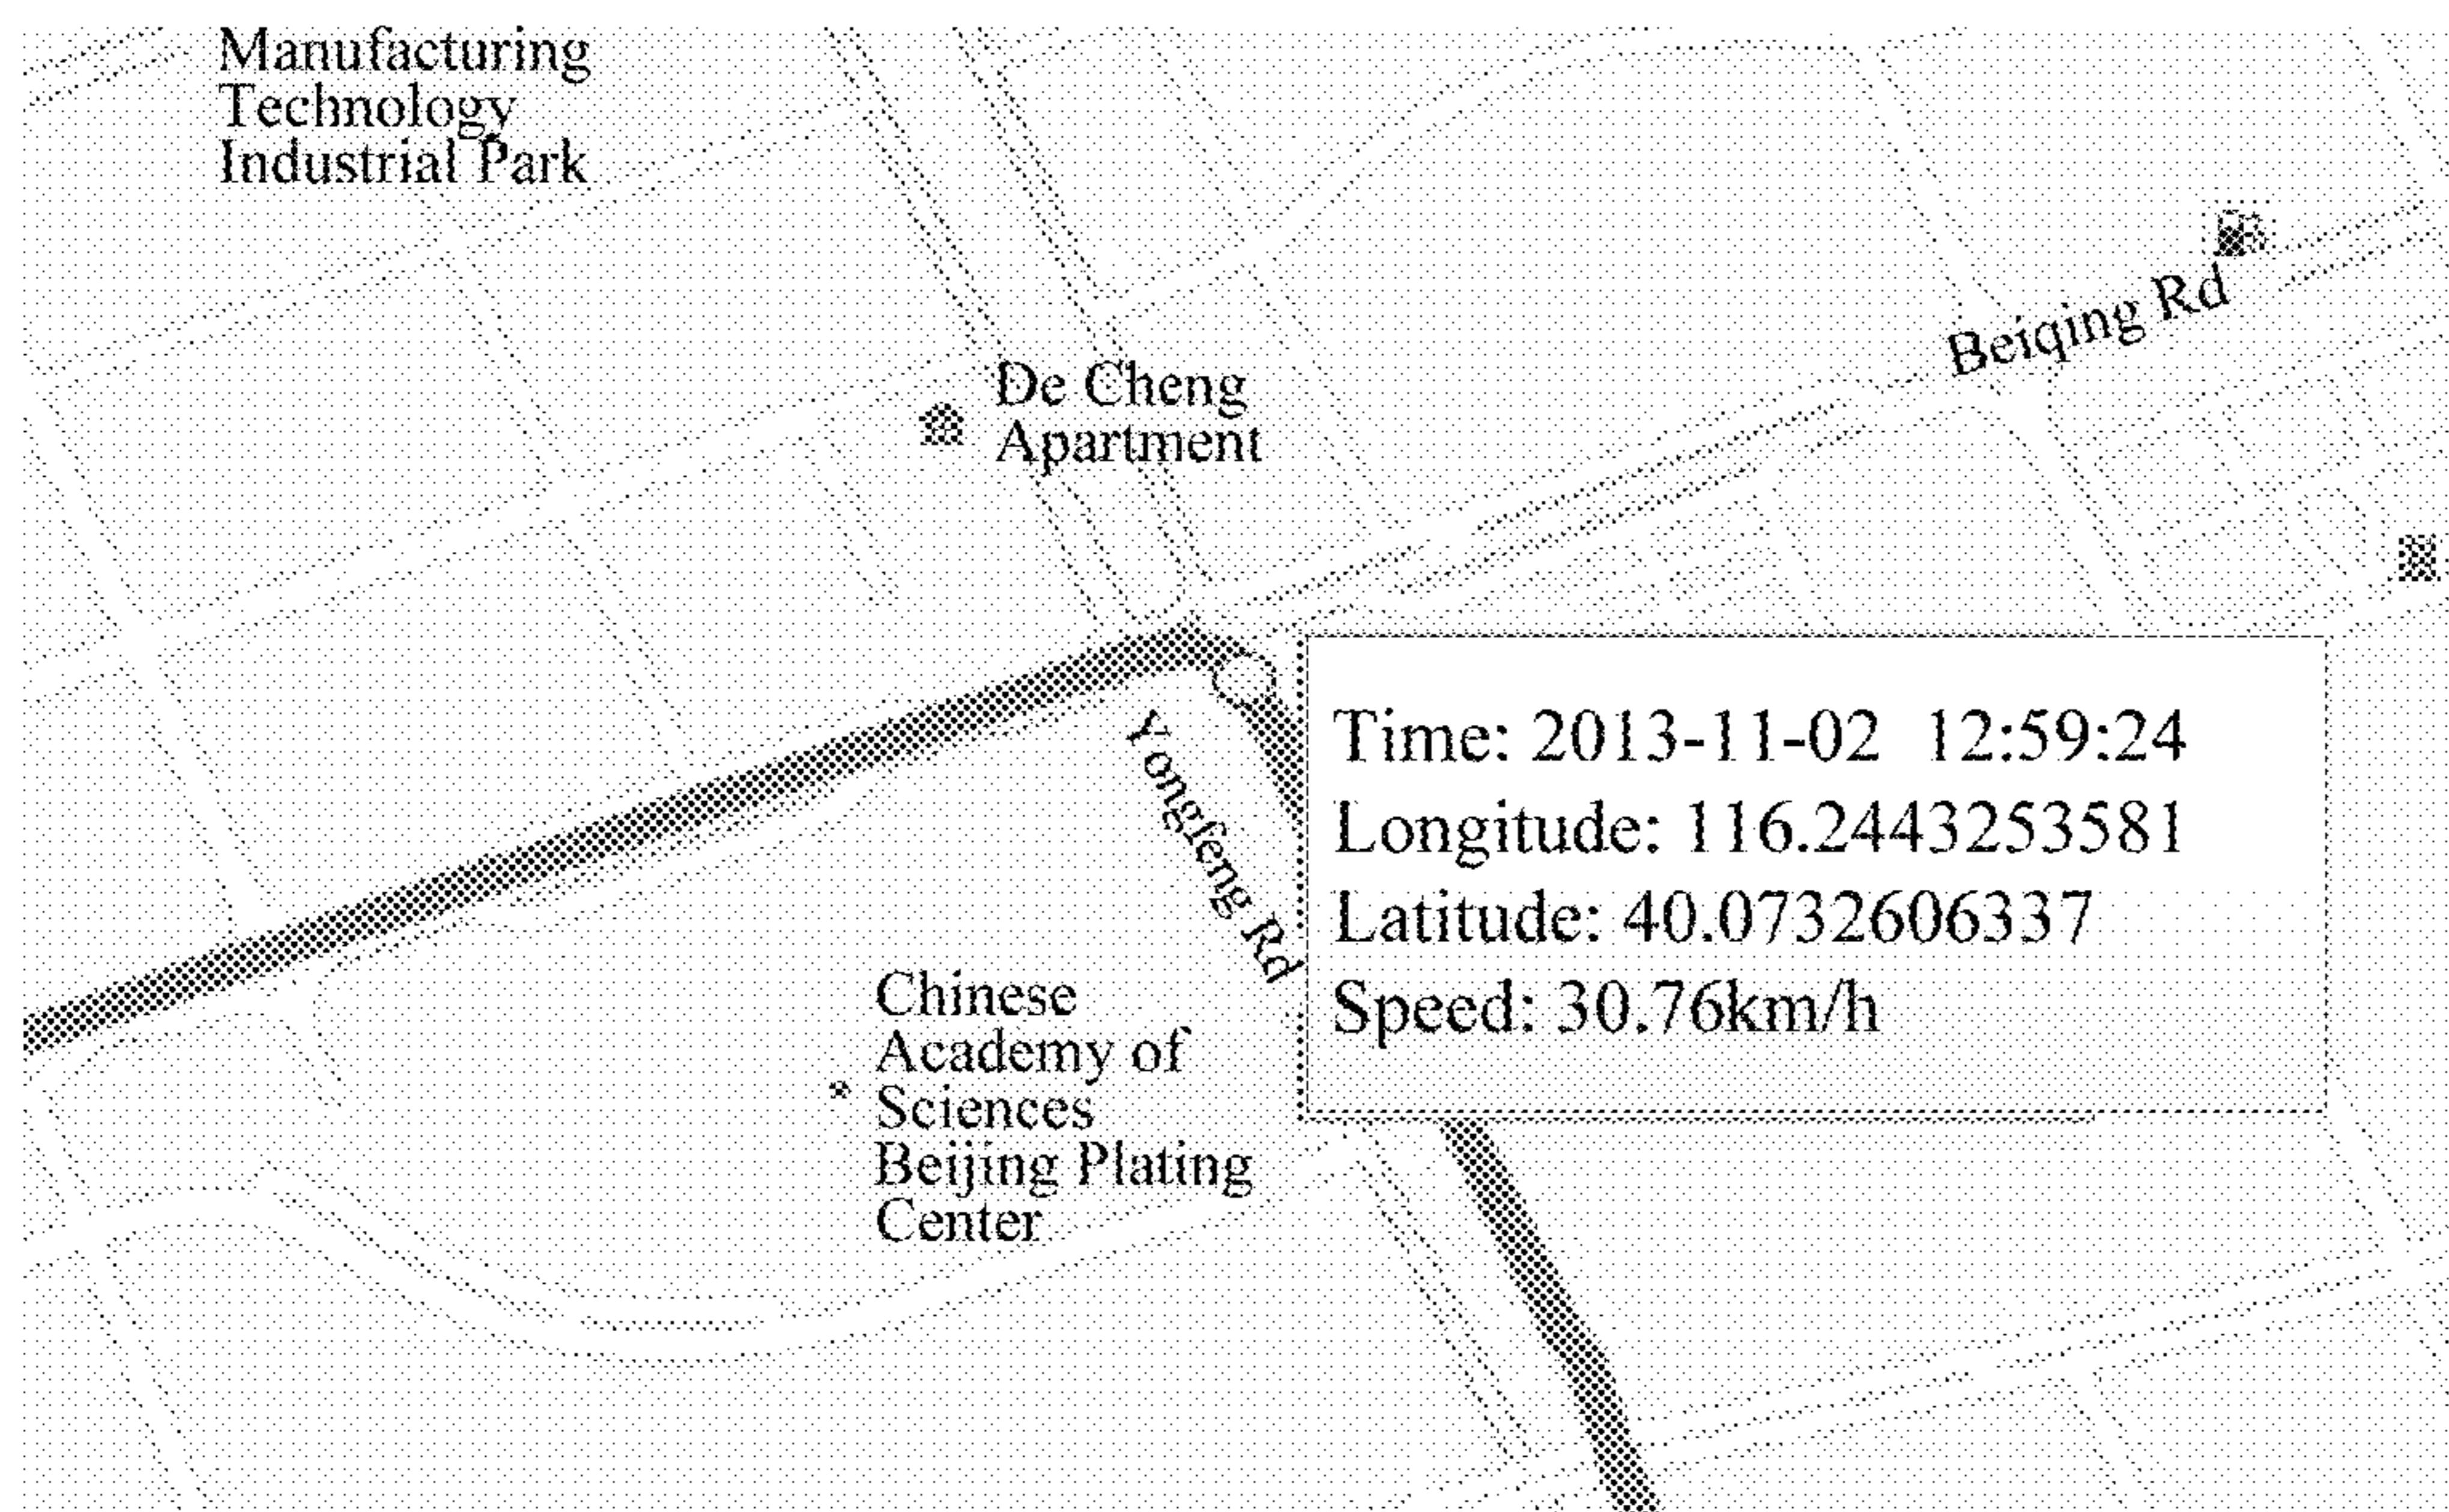 Manufacturing
Technology
Industrial Park
Beiqing Rd
De Cheng
Apartment
Yongfeng Rd
Time: 2013-11-02 12:59:24
Longitude: 116.2443253581
Latitude: 40.0732606337
Speed: 30.76km/h
Chinese
Academy of
Sciences
Beijing Plating
Center